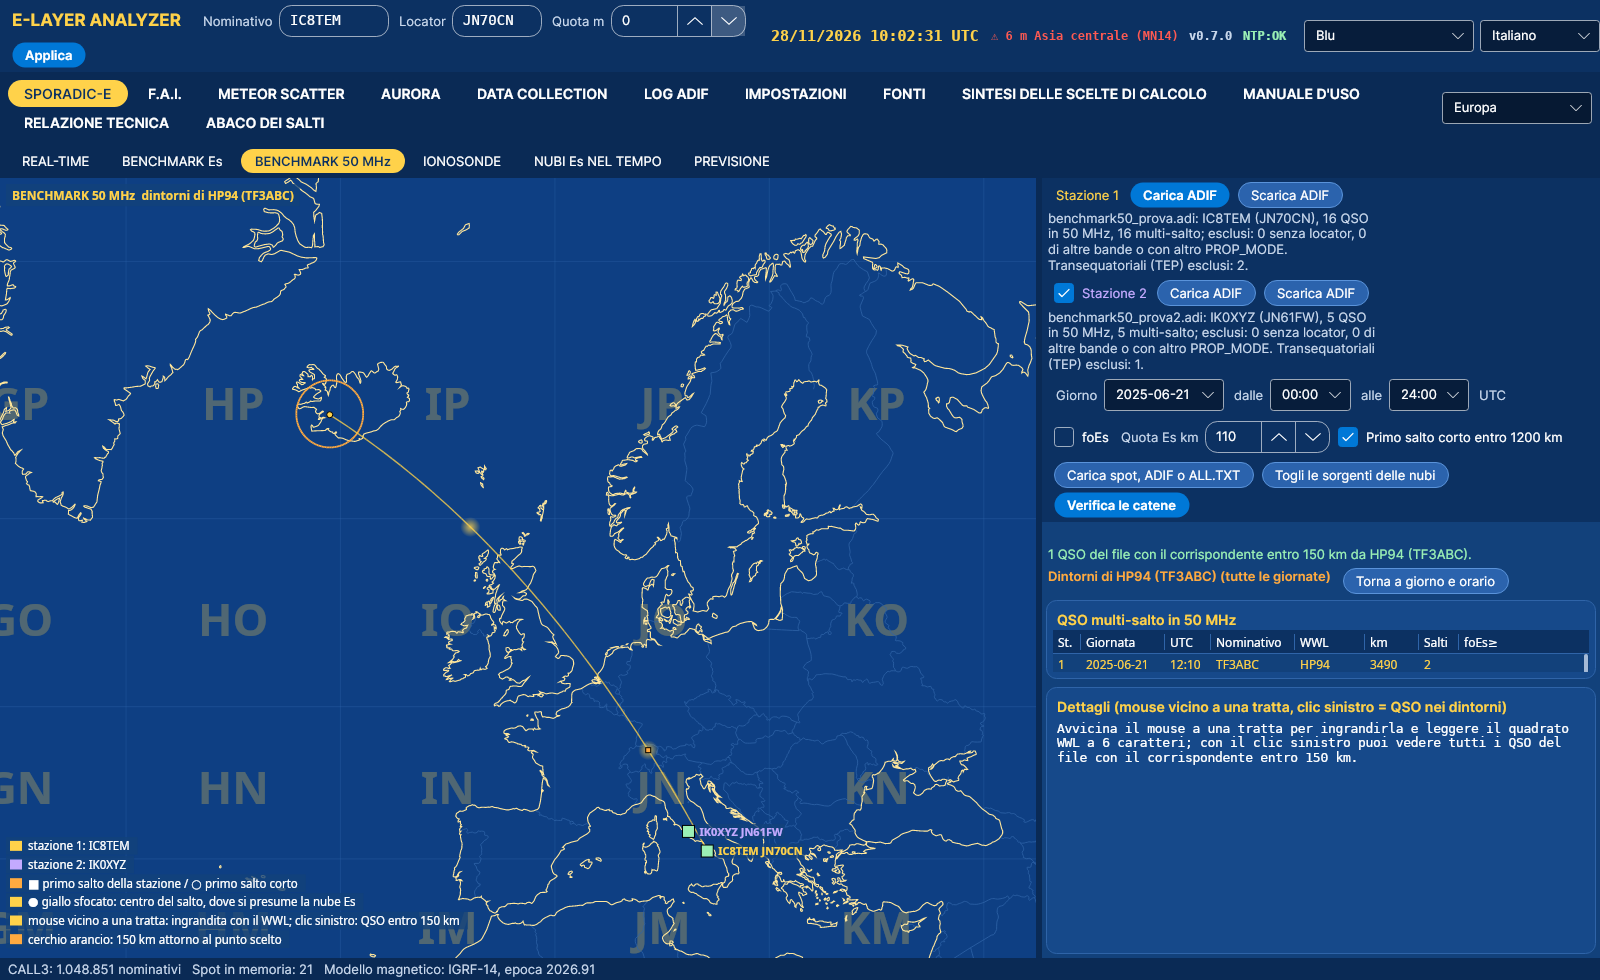 E-LAYER ANALYZER
Nominativo IC8TEM Locator JN70CN Quota m 0
Applica
28/11/2026 10:02:31 UTC ⚠ 6 m Asia centrale (MN14) v0.7.0 NTP:OK Blu Italiano
SPORADIC-E F.A.I. METEOR SCATTER AURORA DATA COLLECTION LOG ADIF IMPOSTAZIONI FONTI SINTESI DELLE SCELTE DI CALCOLO MANUALE D'USO
RELAZIONE TECNICA ABACO DEI SALTI
Europa
REAL-TIME BENCHMARK Es BENCHMARK 50 MHz IONOSONDE NUBI Es NEL TEMPO PREVISIONE
BENCHMARK 50 MHz dintorni di HP94 (TF3ABC)
GP HP IP JP KP
GO HO IO JO KO
GN HN IN JN KN
IK0XYZ JN61FW
IC8TEM JN70CN
IM JM KM
stazione 1: IC8TEM
stazione 2: IK0XYZ
■ primo salto della stazione / ○ primo salto corto
● giallo sfocato: centro del salto, dove si presume la nube Es
mouse vicino a una tratta: ingrandita con il WWL; clic sinistro: QSO entro 150 km
cerchio arancio: 150 km attorno al punto scelto
Stazione 1 Carica ADIF Scarica ADIF
benchmark50_prova.adi: IC8TEM (JN70CN), 16 QSO
in 50 MHz, 16 multi-salto; esclusi: 0 senza locator, 0
di altre bande o con altro PROP_MODE.
Transequatoriali (TEP) esclusi: 2.
Stazione 2 Carica ADIF Scarica ADIF
benchmark50_prova2.adi: IK0XYZ (JN61FW), 5 QSO
in 50 MHz, 5 multi-salto; esclusi: 0 senza locator, 0 di
altre bande o con altro PROP_MODE. Transequatoriali
(TEP) esclusi: 1.
Giorno 2025-06-21 dalle 00:00 alle 24:00 UTC
foEs Quota Es km 110 Primo salto corto entro 1200 km
Carica spot, ADIF o ALL.TXT Togli le sorgenti delle nubi
Verifica le catene
1 QSO del file con il corrispondente entro 150 km da HP94 (TF3ABC).
Dintorni di HP94 (TF3ABC) (tutte le giornate) Torna a giorno e orario
QSO multi-salto in 50 MHz
St. Giornata UTC Nominativo WWL km Salti foEs≥
1 2025-06-21 12:10 TF3ABC HP94 3490 2
Dettagli (mouse vicino a una tratta, clic sinistro = QSO nei dintorni)
Avvicina il mouse a una tratta per ingrandirla e leggere il quadrato
WWL a 6 caratteri; con il clic sinistro puoi vedere tutti i QSO del
file con il corrispondente entro 150 km.
CALL3: 1.048.851 nominativi Spot in memoria: 21 Modello magnetico: IGRF-14, epoca 2026.91